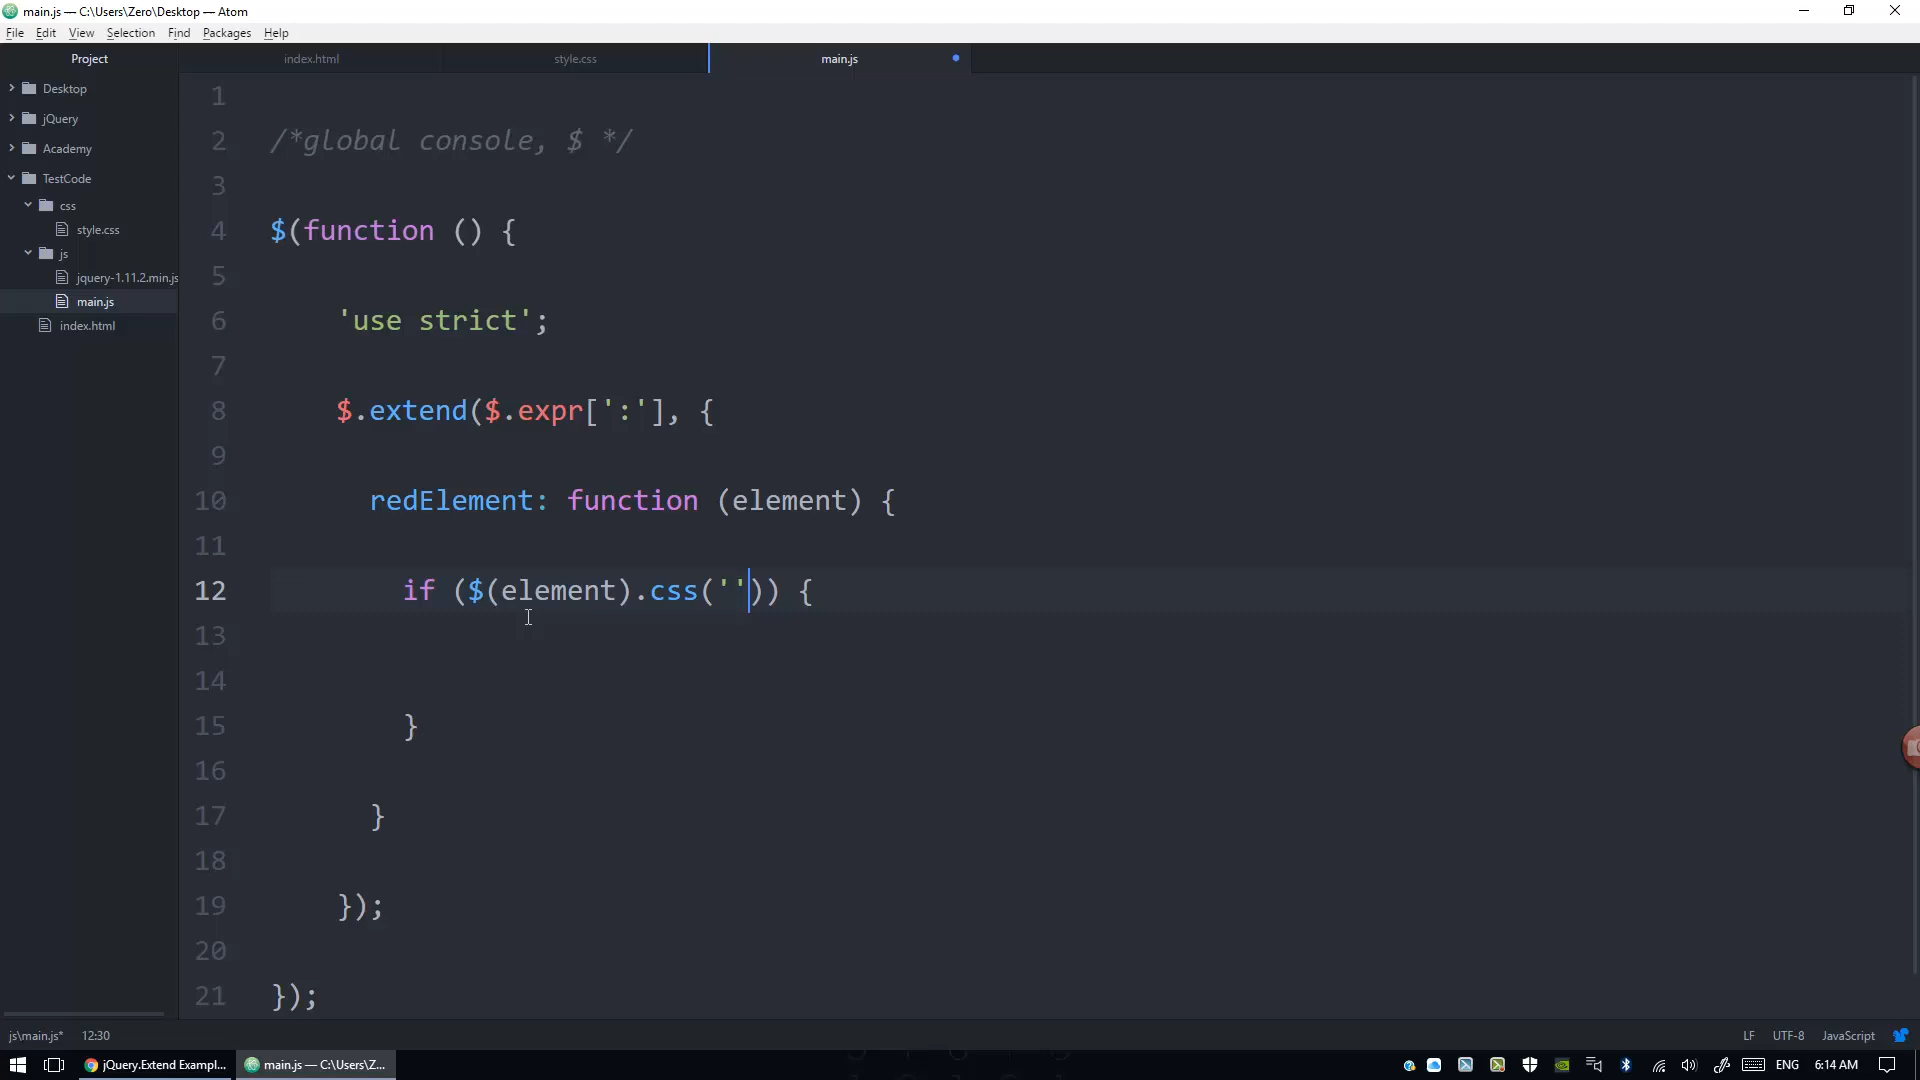 main.js — C:\Users\Zero\Desktop — Atom
File Edit View Selection Find Packages Help
Project
index.html
style.css
main.js
Desktop
jQuery
Academy
TestCode
css
style.css
js
jquery-1.11.2.min.js
main.js
index.html
1
2 /*global console, $ */
3
4 $(function () {
5
6 'use strict';
7
8 $.extend($.expr[':'], {
9
10 redElement: function (element) {
11
12 if ($(element).css('')) {
13
14
15 }
16
17 }
18
19 });
20
21 });
js\main.js* 12:30
LF UTF-8 JavaScript
jQuery.Extend Exampl...
main.js — C:\Users\Z...
ENG 6:14 AM